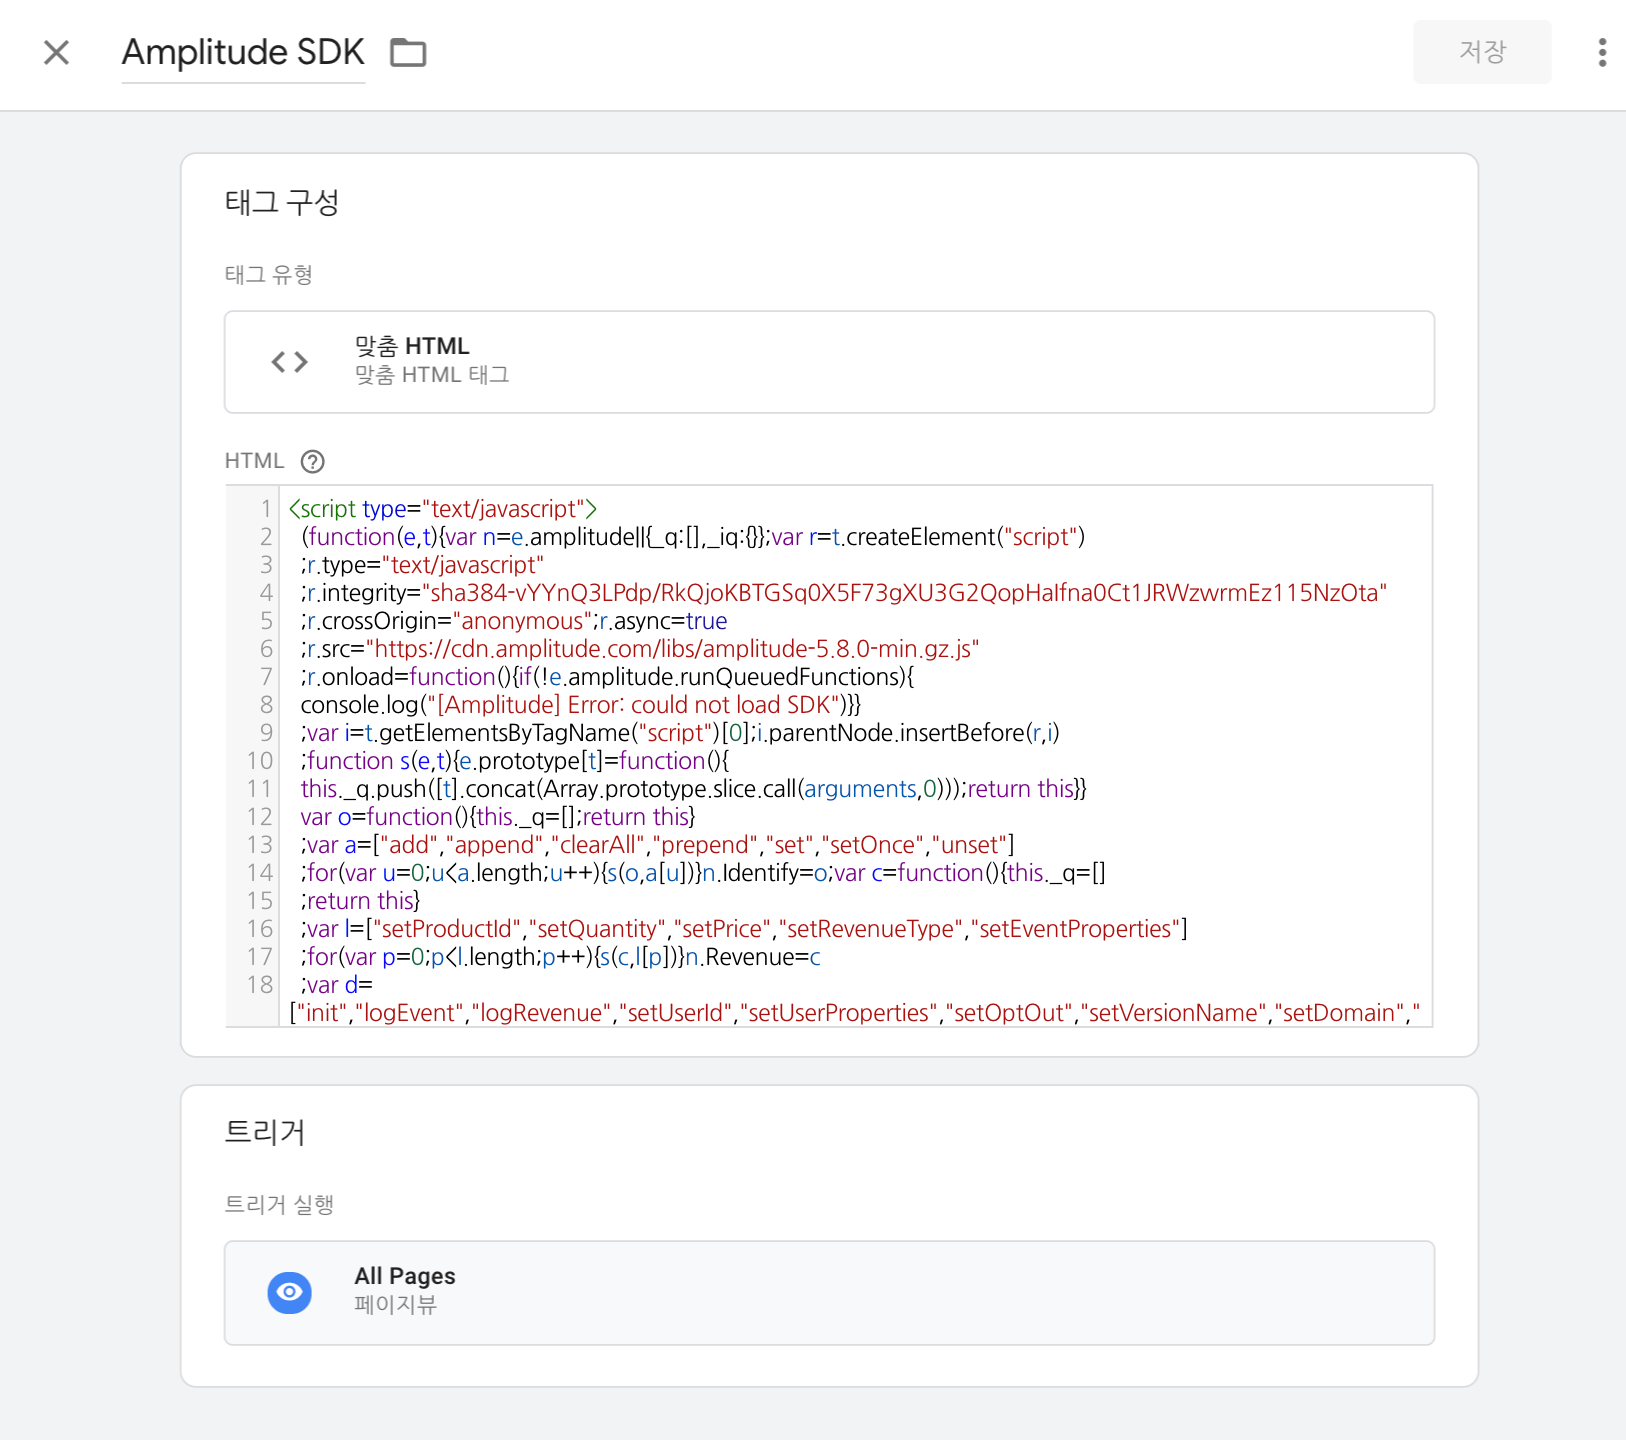 Amplitude SDK
저장
태그 구성
태그 유형
맞춤 HTML
맞춤 HTML 태그
HTML
1 <script type="text/javascript">
2 (function(e,t){var n=e.amplitude||{_q:[],_iq:{}};var r=t.createElement("script")
3 ;r.type="text/javascript"
4 ;r.integrity="sha384-vYYnQ3LPdp/RkQjoKBTGSq0X5F73gXU3G2QopHaIfna0Ct1JRWzwrmEz115NzOta"
5 ;r.crossOrigin="anonymous";r.async=true
6 ;r.src="https://cdn.amplitude.com/libs/amplitude-5.8.0-min.gz.js"
7 ;r.onload=function(){if(!e.amplitude.runQueuedFunctions){
8 console.log("[Amplitude] Error: could not load SDK")}}
9 ;var i=t.getElementsByTagName("script")[0];i.parentNode.insertBefore(r,i)
10 ;function s(e,t){e.prototype[t]=function(){
11 this._q.push([t].concat(Array.prototype.slice.call(arguments,0)));return this}}
12 var o=function(){this._q=[];return this}
13 ;var a=["add","append","clearAll","prepend","set","setOnce","unset"]
14 ;for(var u=0;u<a.length;u++){s(o,a[u])}n.Identify=o;var c=function(){this._q=[]
15 ;return this}
16 ;var l=["setProductId","setQuantity","setPrice","setRevenueType","setEventProperties"]
17 ;for(var p=0;p<l.length;p++){s(c,l[p])}n.Revenue=c
18 ;var d=
["init","logEvent","logRevenue","setUserId","setUserProperties","setOptOut","setVersionName","setDomain","
트리거
트리거 실행
All Pages
페이지뷰